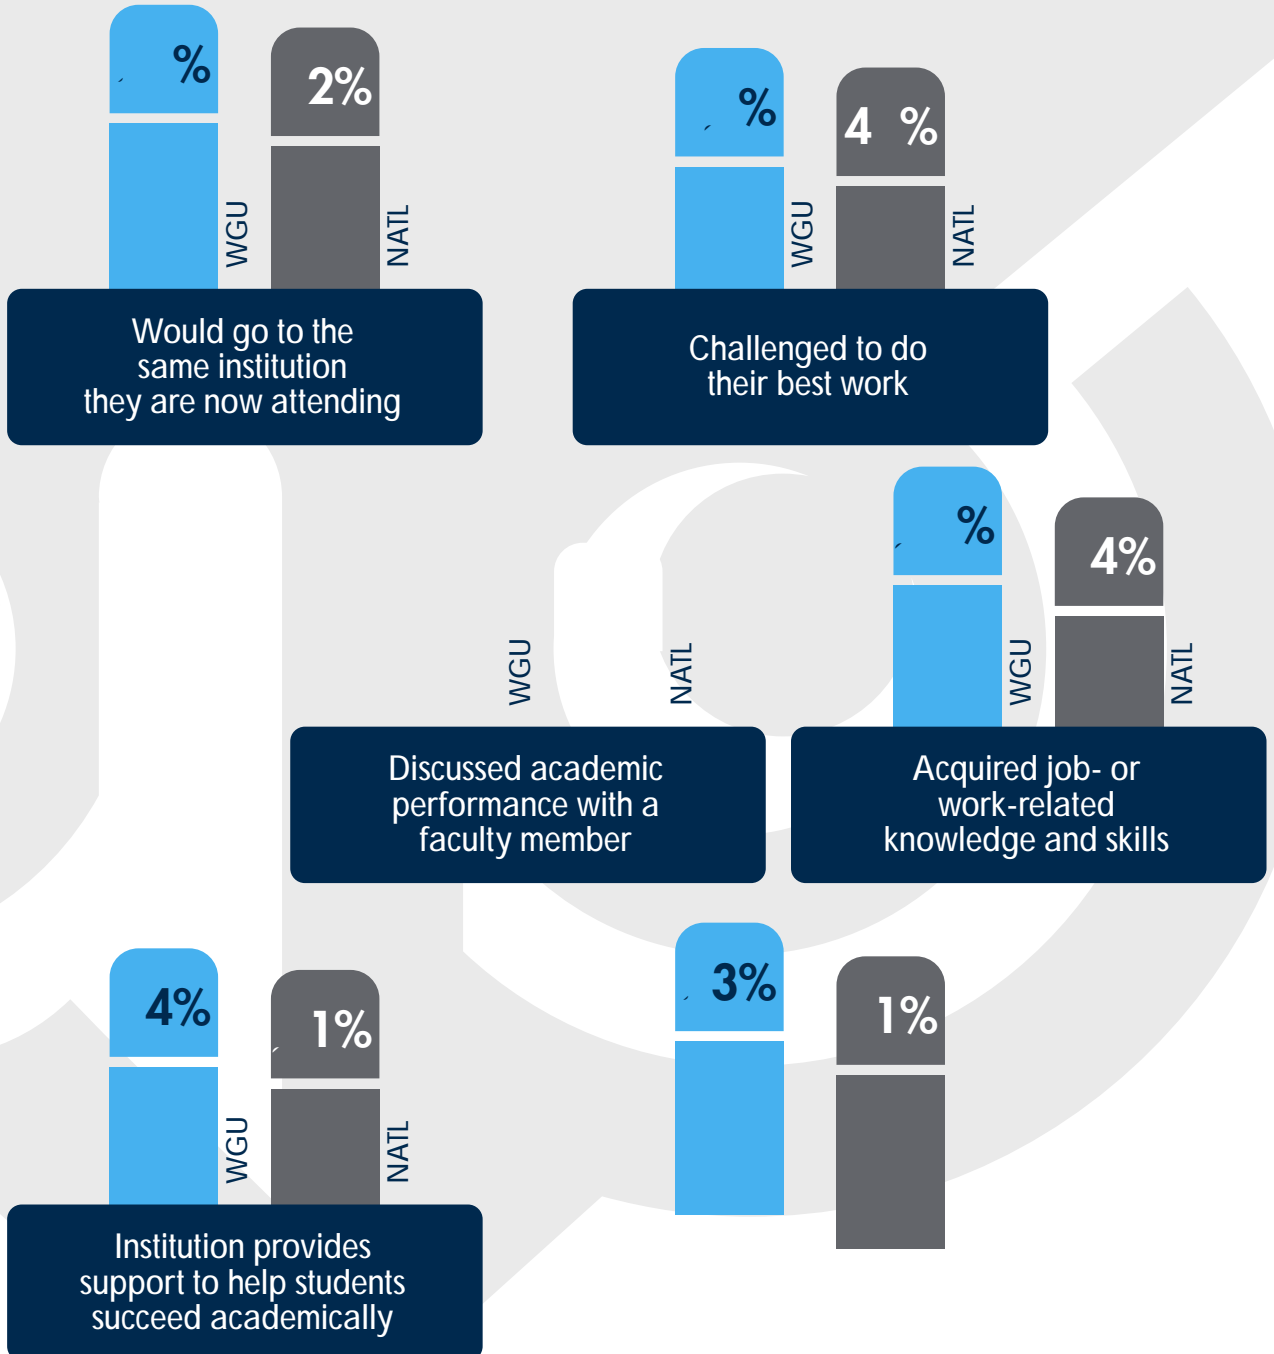 %
2%
WGU
NATL
Would go to the
same institution
they are now attending
%
4 %
WGU
NATL
Challenged to do
their best work
WGU
NATL
Discussed academic
performance with a
faculty member
%
4%
WGU
NATL
Acquired job- or
work-related
knowledge and skills
4%
1%
WGU
NATL
Institution provides
support to help students
succeed academically
3%
1%